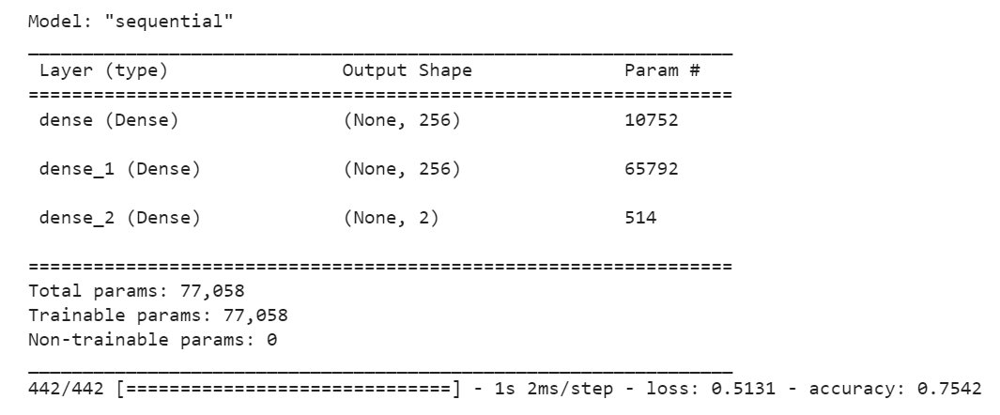 Model: "sequential"
_________________________________________________________________
 Layer (type)                Output Shape              Param #
=================================================================
 dense (Dense)               (None, 256)               10752
 dense_1 (Dense)             (None, 256)               65792
 dense_2 (Dense)             (None, 2)                 514
=================================================================
Total params: 77,058
Trainable params: 77,058
Non-trainable params: 0
_________________________________________________________________
442/442 [==============================] - 1s 2ms/step - loss: 0.5131 - accuracy: 0.7542